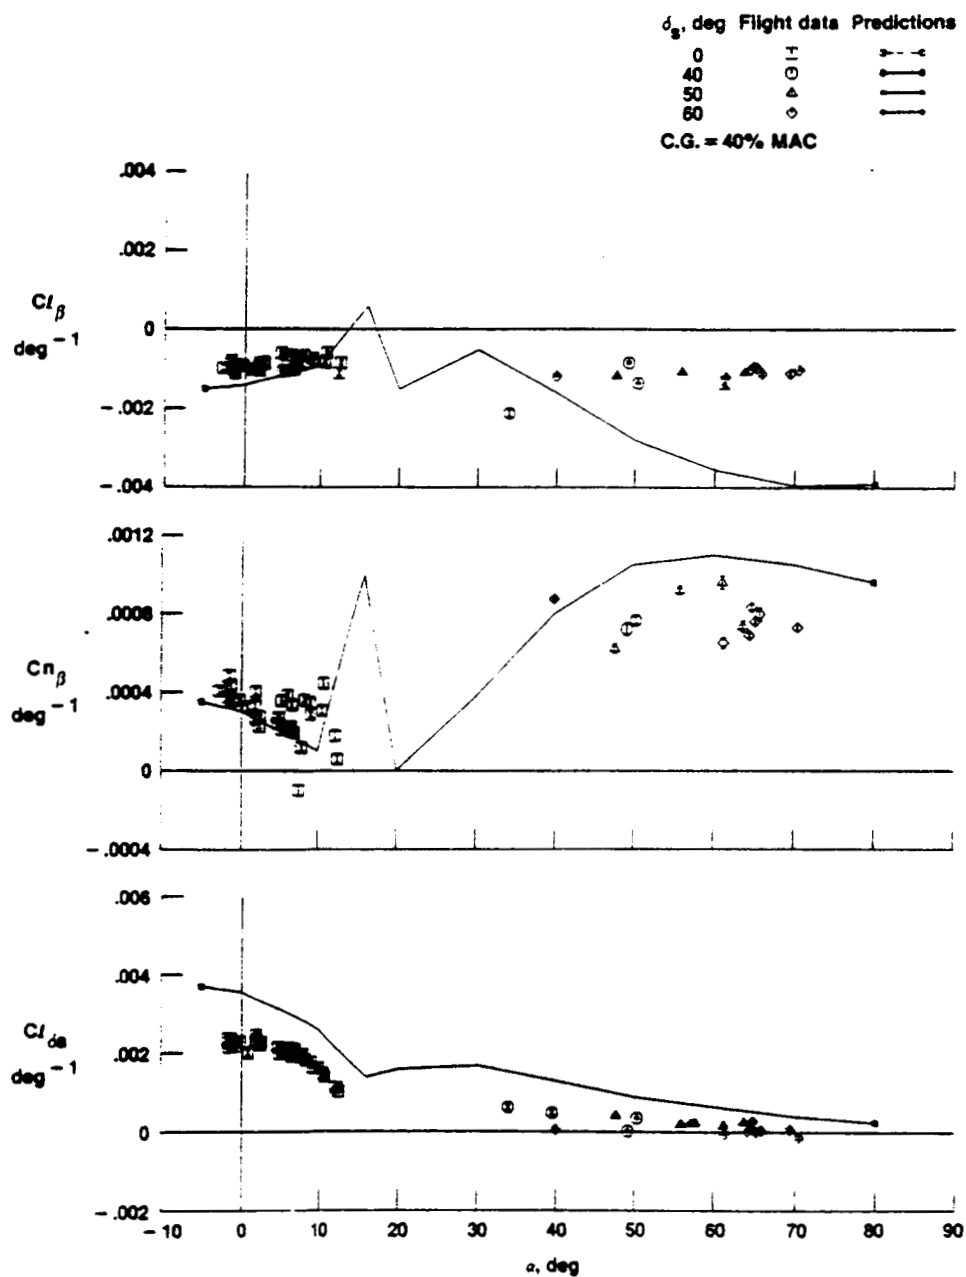 δs, deg Flight data Predictions
0
40
50
60
C.G. = 40% MAC
.004
.002
Clβ
deg −1
0
− .002
− .004
.0012
.0008
Cnβ
deg −1
.0004
0
− .0004
.006
.004
Clδa
deg −1
.002
0
− .002
− 10 0 10 20 30 40 50 60 70 80 90
α, deg